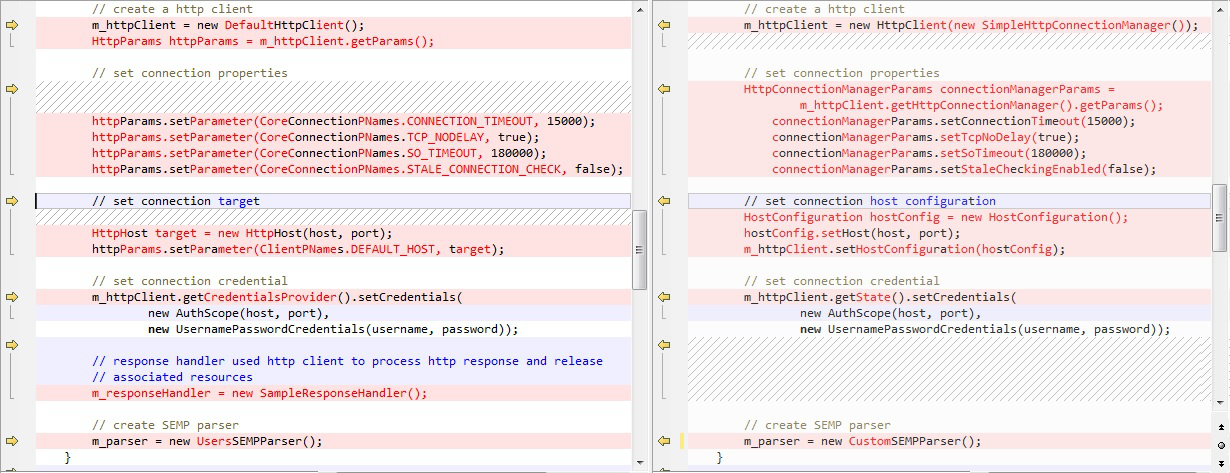 // create a http client
m_httpClient = new DefaultHttpClient();
HttpParams httpParams = m_httpClient.getParams();
// set connection properties
httpParams.setParameter(CoreConnectionPNames.CONNECTION_TIMEOUT, 15000);
httpParams.setParameter(CoreConnectionPNames.TCP_NODELAY, true);
httpParams.setParameter(CoreConnectionPNames.SO_TIMEOUT, 180000);
httpParams.setParameter(CoreConnectionPNames.STALE_CONNECTION_CHECK, false);
// set connection target
HttpHost target = new HttpHost(host, port);
httpParams.setParameter(ClientPNames.DEFAULT_HOST, target);
// set connection credential
m_httpClient.getCredentialsProvider().setCredentials(
new AuthScope(host, port),
new UsernamePasswordCredentials(username, password));
// response handler used http client to process http response and release
// associated resources
m_responseHandler = new SampleResponseHandler();
// create SEMP parser
m_parser = new UsersSEMPParser();
}
// create a http client
m_httpClient = new HttpClient(new SimpleHttpConnectionManager());
// set connection properties
HttpConnectionManagerParams connectionManagerParams =
m_httpClient.getHttpConnectionManager().getParams();
connectionManagerParams.setConnectionTimeout(15000);
connectionManagerParams.setTcpNoDelay(true);
connectionManagerParams.setSoTimeout(180000);
connectionManagerParams.setStaleCheckingEnabled(false);
// set connection host configuration
HostConfiguration hostConfig = new HostConfiguration();
hostConfig.setHost(host, port);
m_httpClient.setHostConfiguration(hostConfig);
// set connection credential
m_httpClient.getState().setCredentials(
new AuthScope(host, port),
new UsernamePasswordCredentials(username, password));
// create SEMP parser
m_parser = new CustomSEMPParser();
}